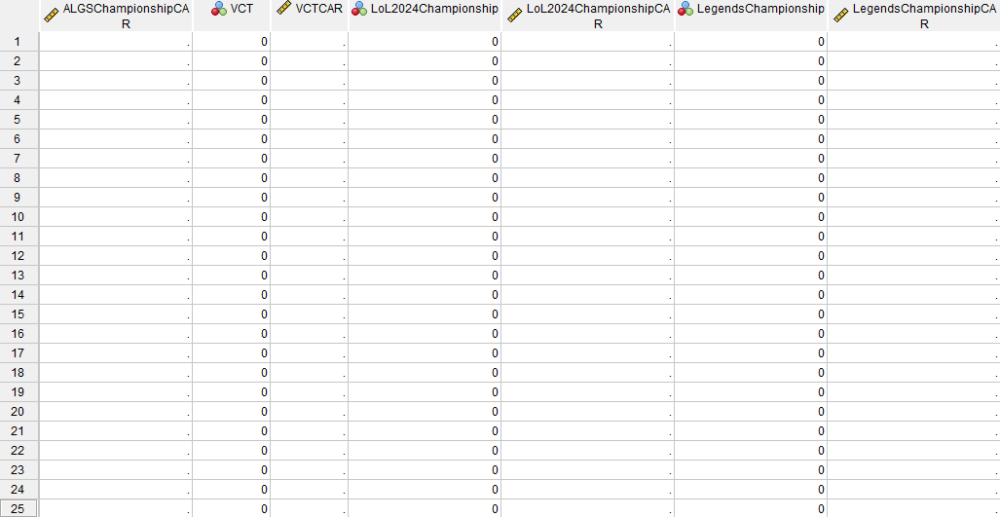 ALGSChampionshipCA
R
VCT
VCTCAR
LoL2024Championship
LoL2024ChampionshipCA
R
LegendsChampionship
LegendsChampionshipCA
R
1 . 0 . 0 . 0 .
2 . 0 . 0 . 0 .
3 . 0 . 0 . 0 .
4 . 0 . 0 . 0 .
5 . 0 . 0 . 0 .
6 . 0 . 0 . 0 .
7 . 0 . 0 . 0 .
8 . 0 . 0 . 0 .
9 . 0 . 0 . 0 .
10 . 0 . 0 . 0 .
11 . 0 . 0 . 0 .
12 . 0 . 0 . 0 .
13 . 0 . 0 . 0 .
14 . 0 . 0 . 0 .
15 . 0 . 0 . 0 .
16 . 0 . 0 . 0 .
17 . 0 . 0 . 0 .
18 . 0 . 0 . 0 .
19 . 0 . 0 . 0 .
20 . 0 . 0 . 0 .
21 . 0 . 0 . 0 .
22 . 0 . 0 . 0 .
23 . 0 . 0 . 0 .
24 . 0 . 0 . 0 .
25 . 0 . 0 . 0 .